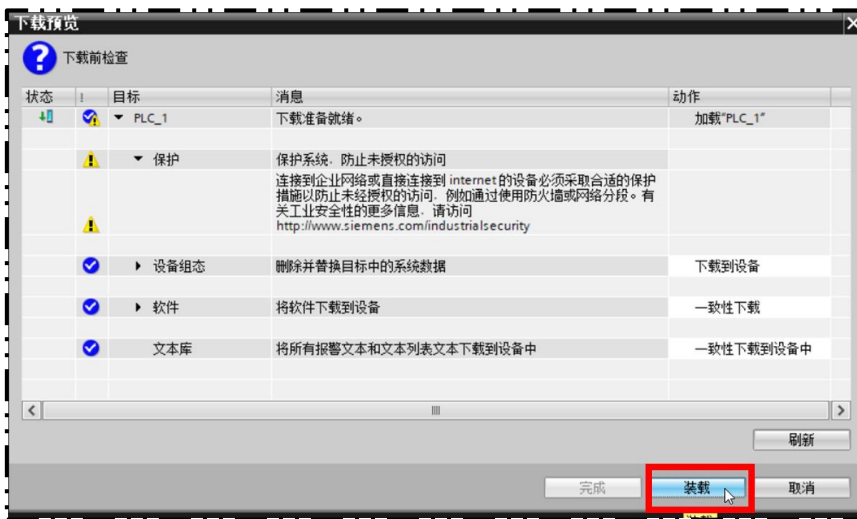 下载预览
下载前检查
状态 ! 目标 消息 动作
PLC_1 下载准备就绪。 加载"PLC_1"
保护 保护系统，防止未授权的访问
连接到企业网络或直接连接到 internet 的设备必须采取合适的保护
措施以防止未经授权的访问，例如通过使用防火墙或网络分段。有
关工业安全性的更多信息，请访问
http://www.siemens.com/industrialsecurity
设备组态 删除并替换目标中的系统数据 下载到设备
软件 将软件下载到设备 一致性下载
文本库 将所有报警文本和文本列表文本下载到设备中 一致性下载到设备中
刷新
完成 装载 取消